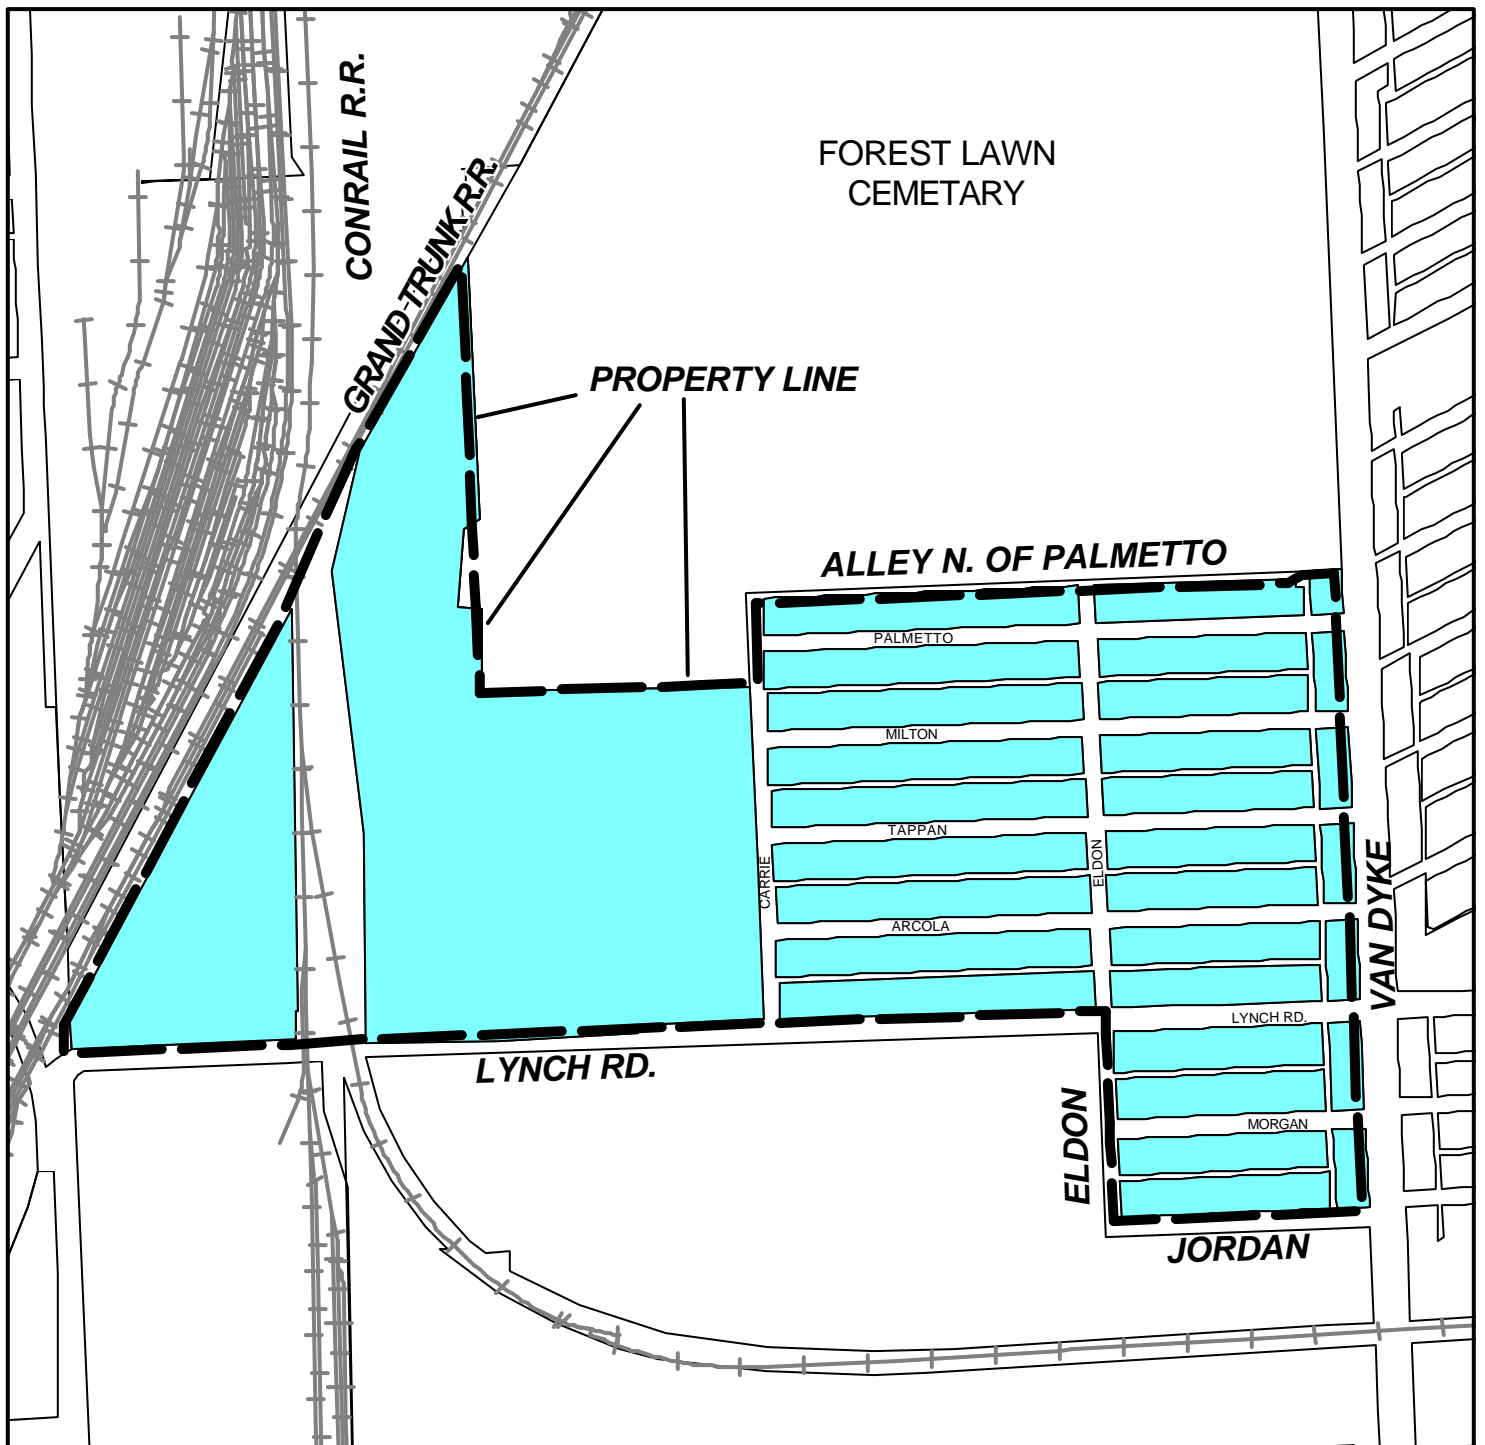 CONRAIL R.R.
GRAND TRUNK R.R.
FOREST LAWN
CEMETARY
PROPERTY LINE
ALLEY N. OF PALMETTO
PALMETTO
MILTON
TAPPAN
CARRIE
ELDON
ARCOLA
VAN DYKE
LYNCH RD.
LYNCH RD.
ELDON
MORGAN
JORDAN